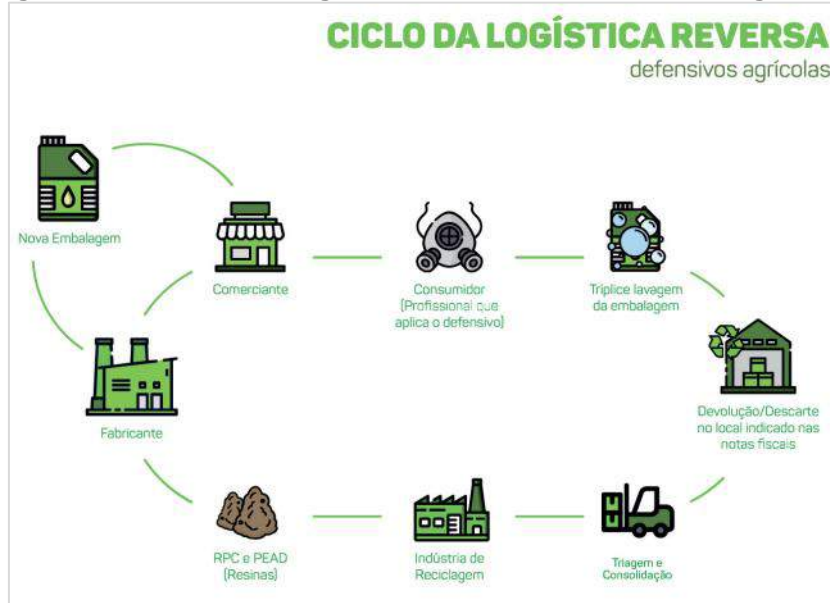 CICLO DA LOGÍSTICA REVERSA
defensivos agrícolas
Nova Embalagem
Comerciante
Consumidor
(Profissional que
aplica o defensivo)
Tríplice lavagem
da embalagem
Devolução/Descarte
no local indicado nas
notas fiscais
Fabricante
RPC e PEAD
(Resinas)
Indústria de
Reciclagem
Triagem e
Consolidação